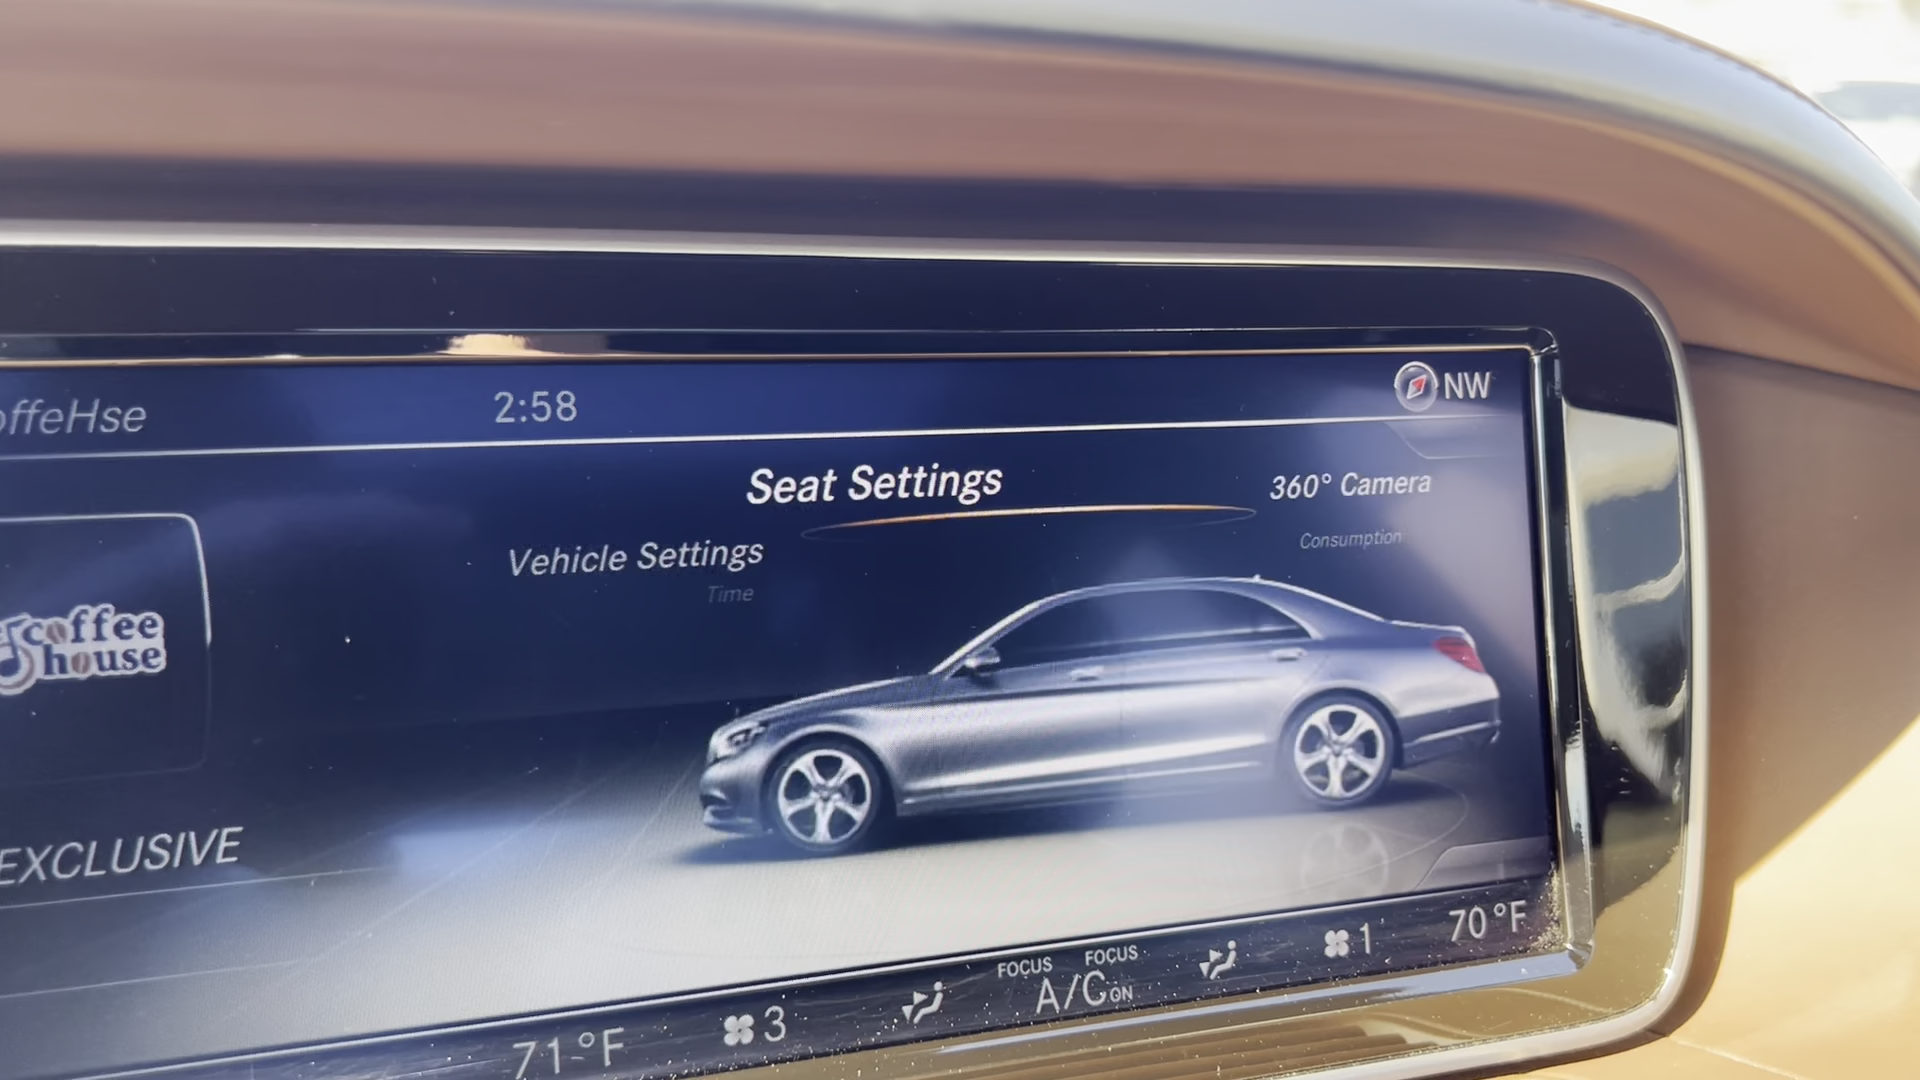 offeHse
2:58
NW
Seat Settings
360° Camera
Vehicle Settings
Consumption
Time
coffee
house
EXCLUSIVE
71°F
3
FOCUS
FOCUS
A/C ON
1
70°F